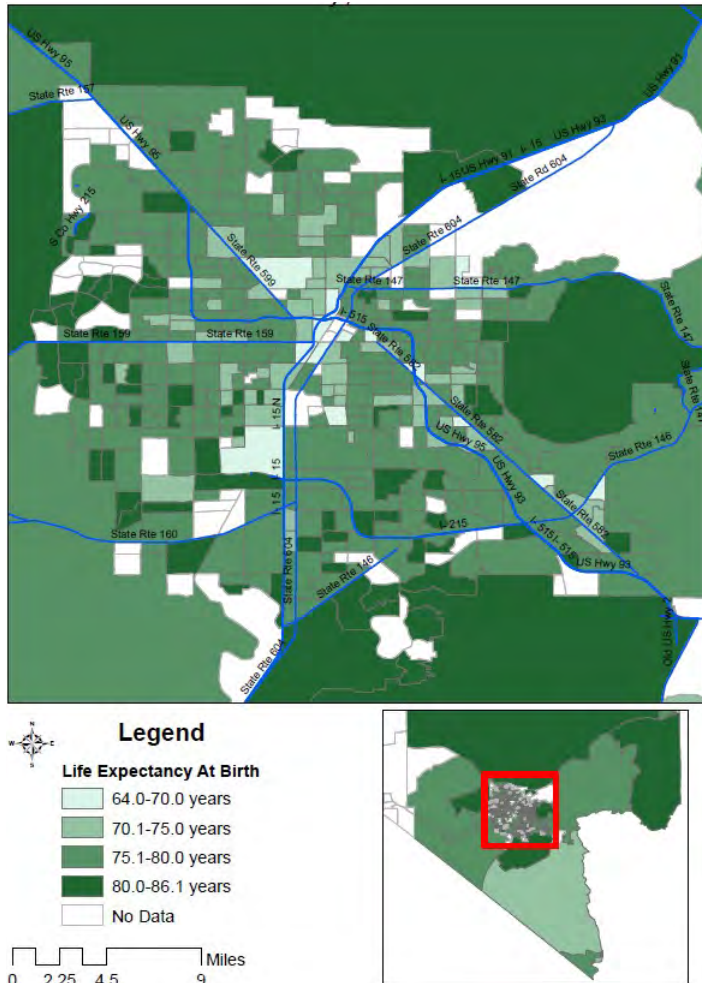 US Hwy 95
State Rte 157
US Hwy 95
S Co Hwy 215
US Hwy 91
I- 15
US Hwy 93
I- 15
US Hwy 91
State Rd 604
State Rte 604
State Rte 599
State Rte 147
State Rte 147
State Rte 147
I- 515
State Rte 582
State Rte 159
State Rte 159
I- 15 N
I- 15
I- 15
State Rte 582
US Hwy 95
US Hwy 93
State Rte 146
State Rte 160
I-215
State Rte 582
I- 515
I- 515
US Hwy 93
State Rte 604
State Rte 146
State Rte 604
Old US Hwy 2
N
W E
S
Legend
Life Expectancy At Birth
64.0-70.0 years
70.1-75.0 years
75.1-80.0 years
80.0-86.1 years
No Data
Miles
0 2.25 4.5 9